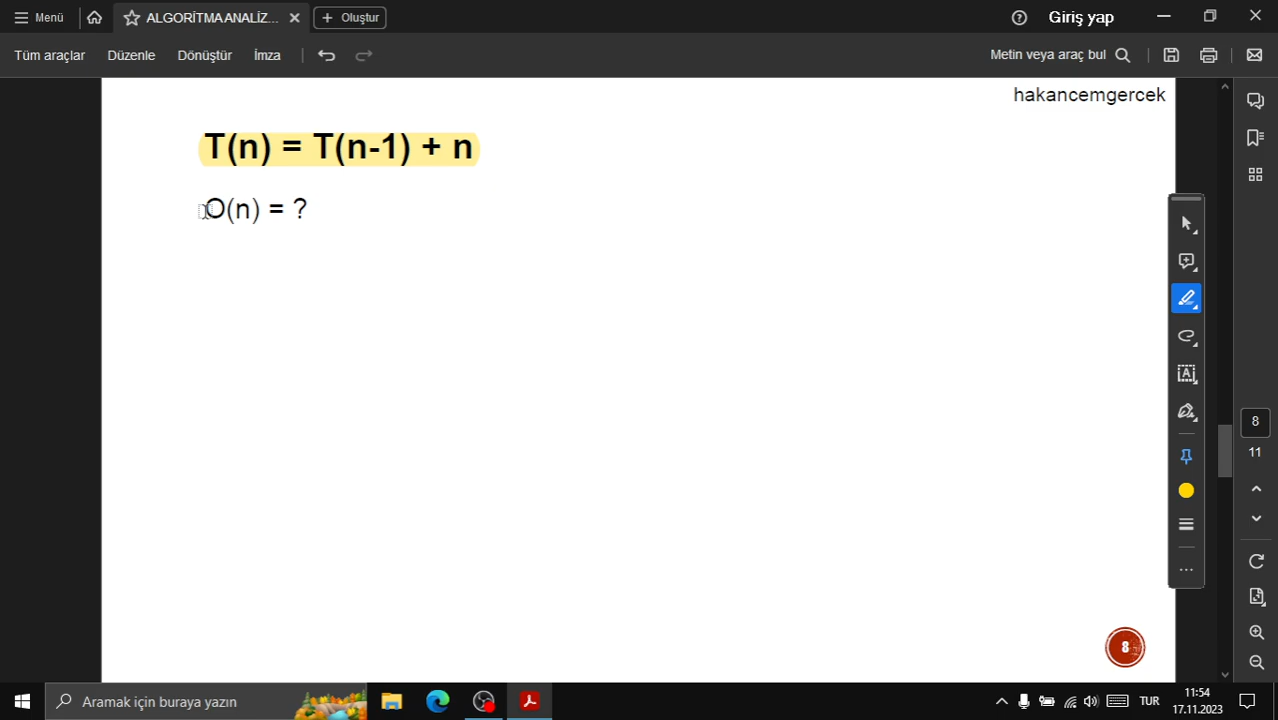 Menü
ALGORİTMA ANALİZ...
Oluştur
Giriş yap
Tüm araçlar Düzenle Dönüştür İmza
Metin veya araç bul
hakancemgercek
T(n) = T(n-1) + n
O(n) = ?
8
11
8
Aramak için buraya yazın
TUR
11:54
17.11.2023